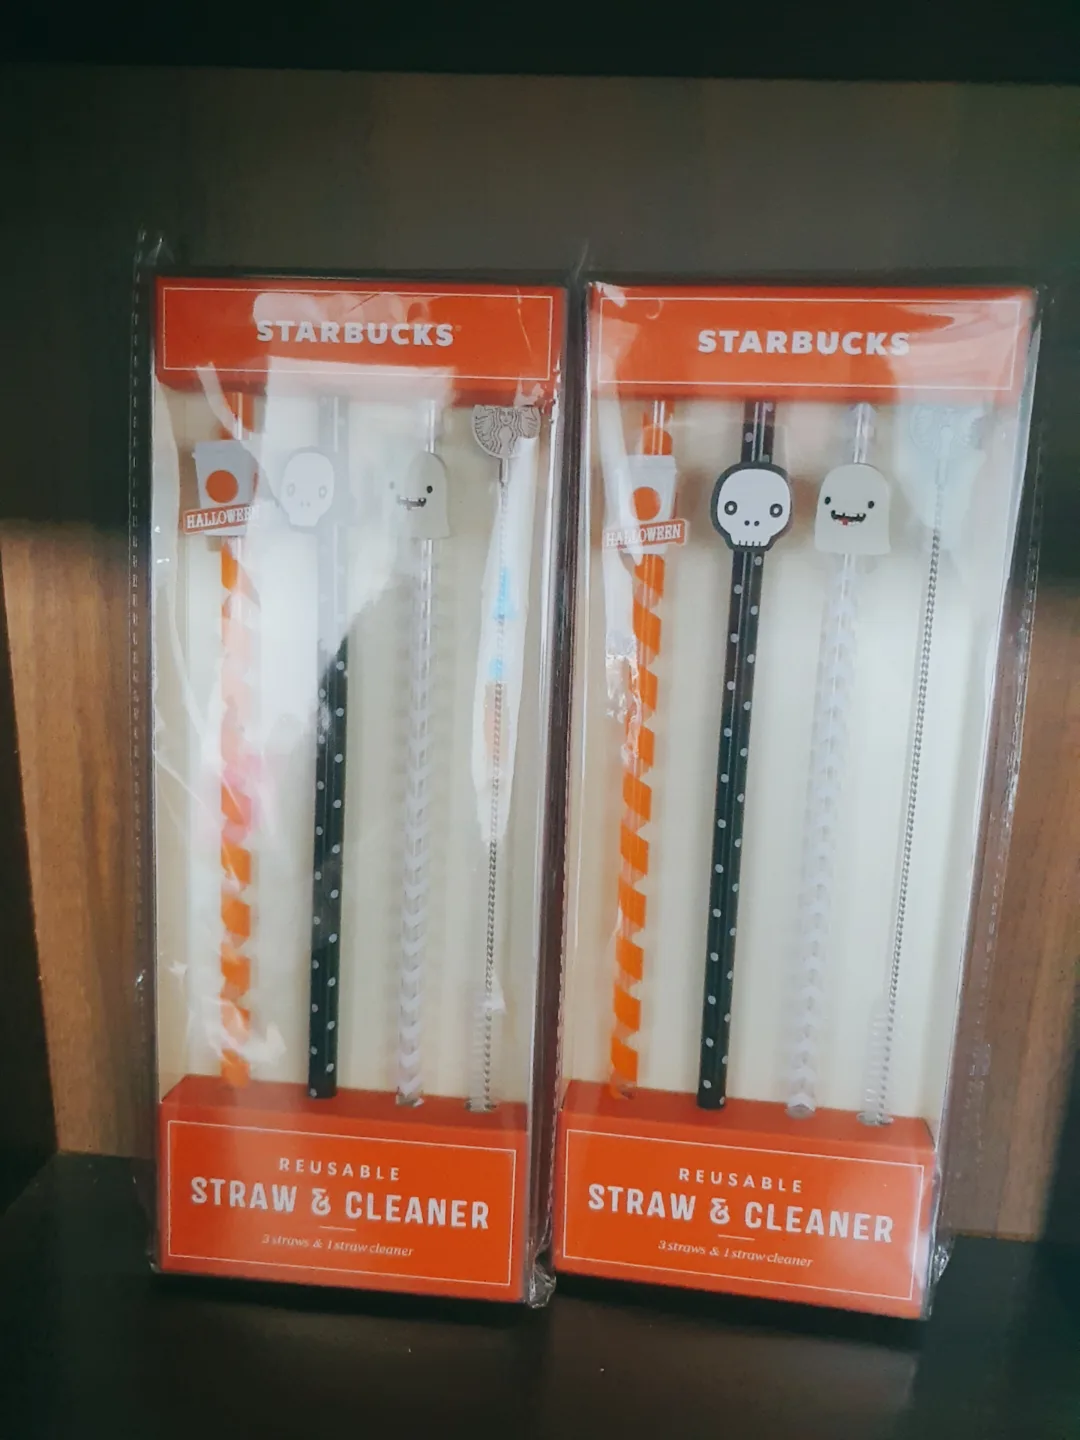 STARBUCKS
HALLOWEEN
REUSABLE
STRAW & CLEANER
3 straws & 1 straw cleaner
STARBUCKS
HALLOWEEN
REUSABLE
STRAW & CLEANER
3 straws & 1 straw cleaner